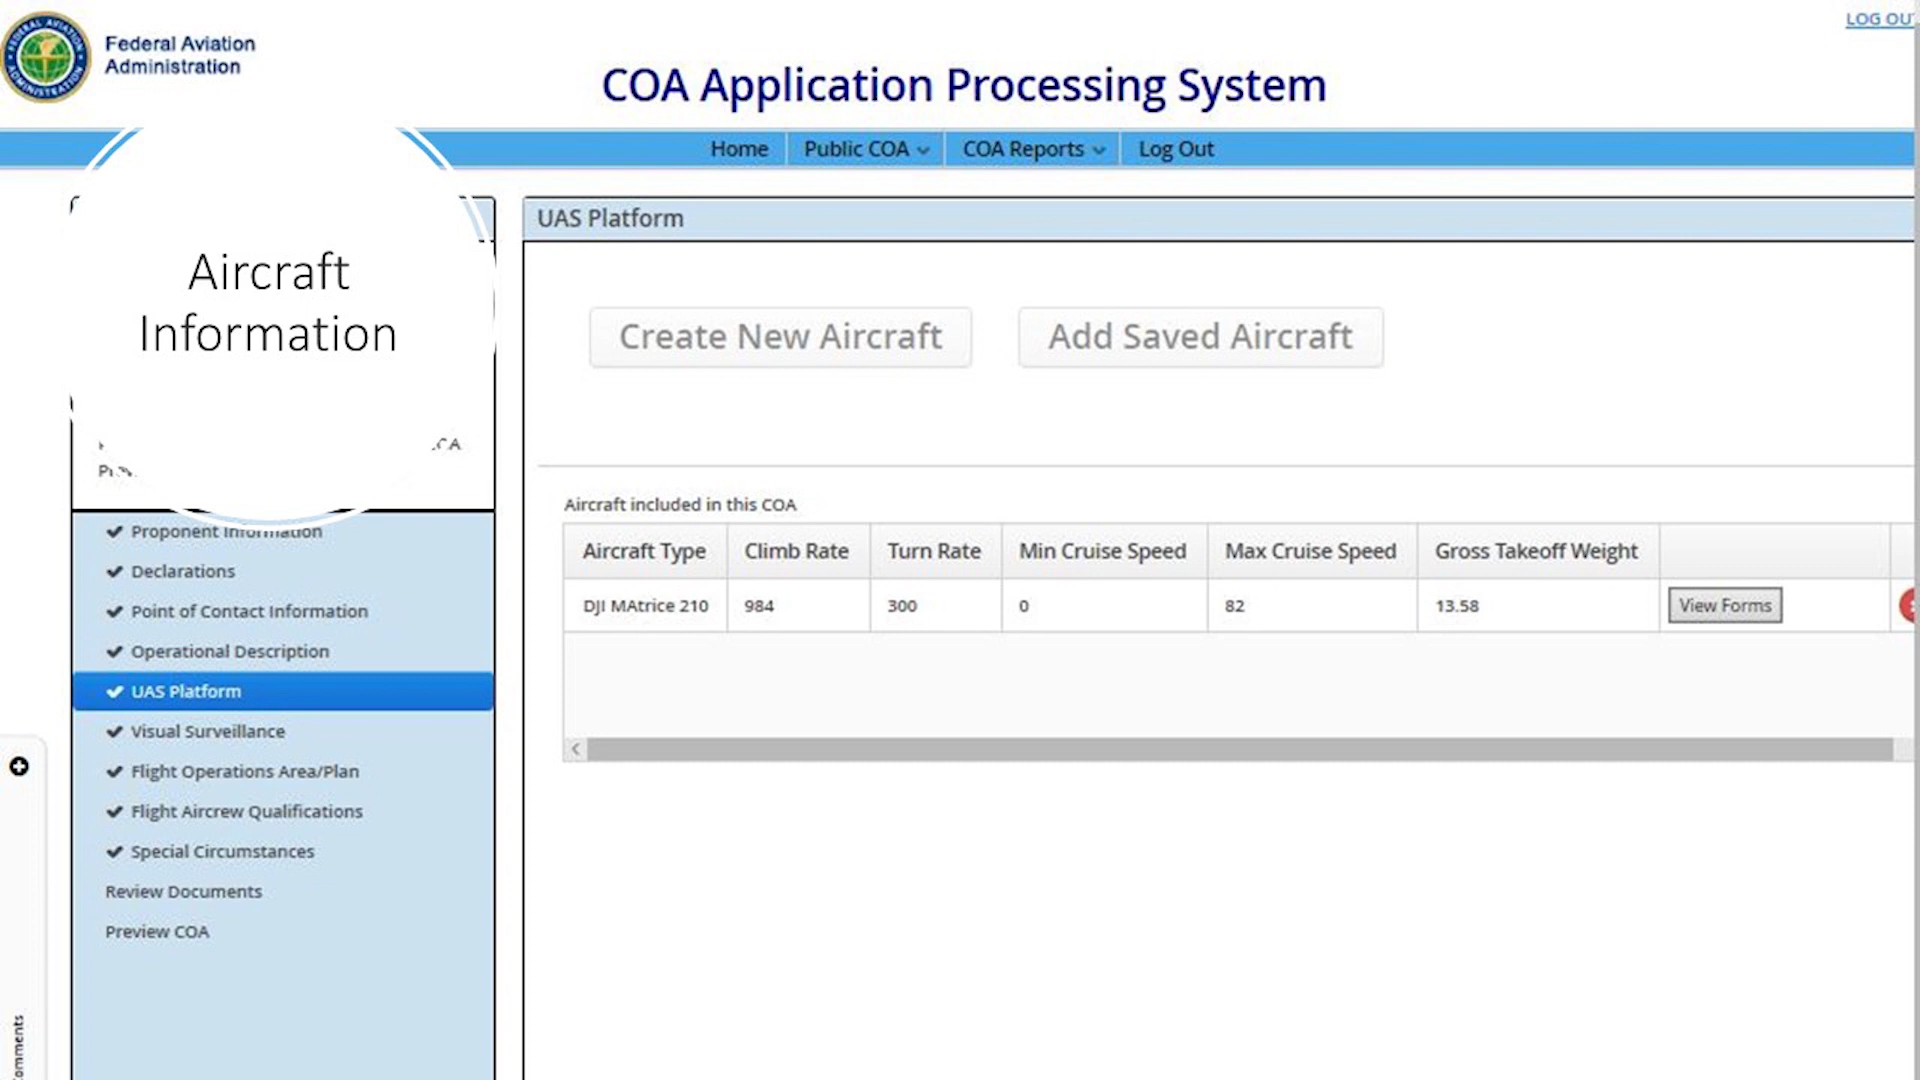 LOG OU
Federal Aviation
Administration
COA Application Processing System
Home Public COA COA Reports Log Out
Aircraft
Information
UAS Platform
Create New Aircraft Add Saved Aircraft
CA
Proponent Information
Declarations
Point of Contact Information
Operational Description
UAS Platform
Visual Surveillance
Flight Operations Area/Plan
Flight Aircrew Qualifications
Special Circumstances
Review Documents
Preview COA
Aircraft included in this COA
Aircraft Type Climb Rate Turn Rate Min Cruise Speed Max Cruise Speed Gross Takeoff Weight
DJI MAtrice 210 984 300 0 82 13.58 View Forms
omments